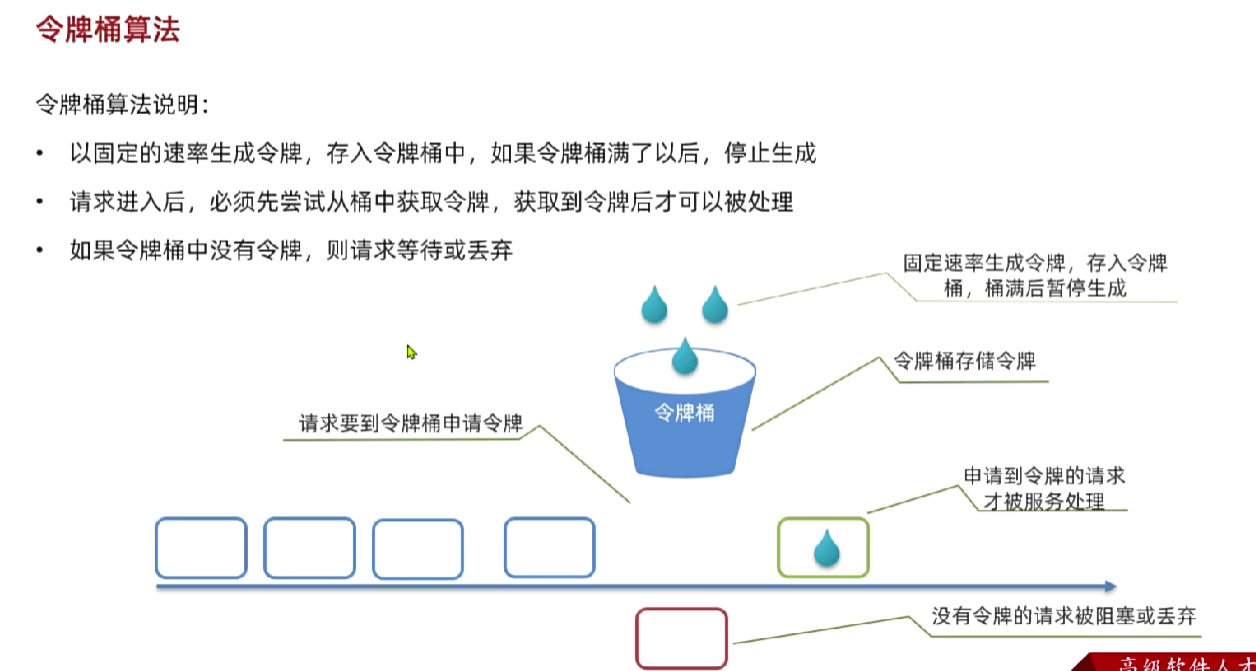 令牌桶算法
令牌桶算法说明：
• 以固定的速率生成令牌，存入令牌桶中，如果令牌桶满了以后，停止生成
• 请求进入后，必须先尝试从桶中获取令牌，获取到令牌后才可以被处理
• 如果令牌桶中没有令牌，则请求等待或丢弃
固定速率生成令牌，存入令牌
桶，桶满后暂停生成
令牌桶存储令牌
令牌桶
请求要到令牌桶申请令牌
申请到令牌的请求
才被服务处理
没有令牌的请求被阻塞或丢弃
高级软件人才